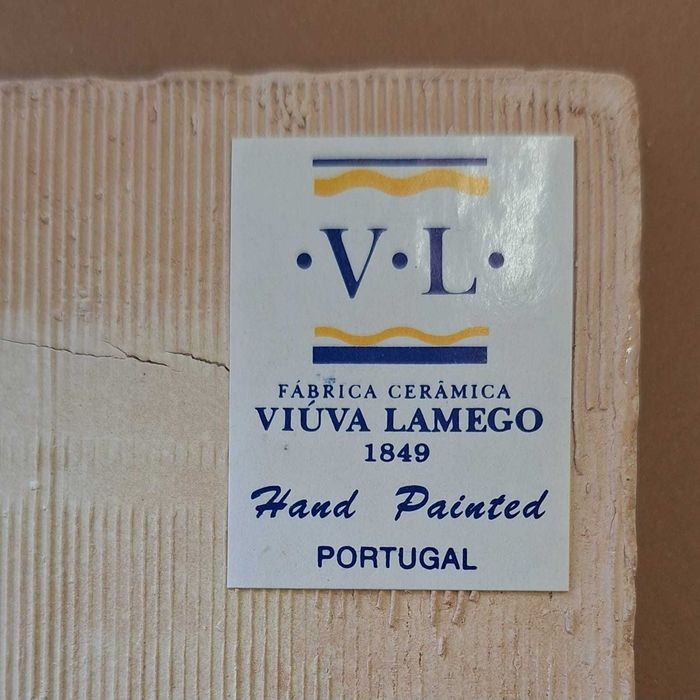 ·V·L·
FÁBRICA CERÂMICA
VIÚVA LAMEGO
1849
Hand Painted
PORTUGAL